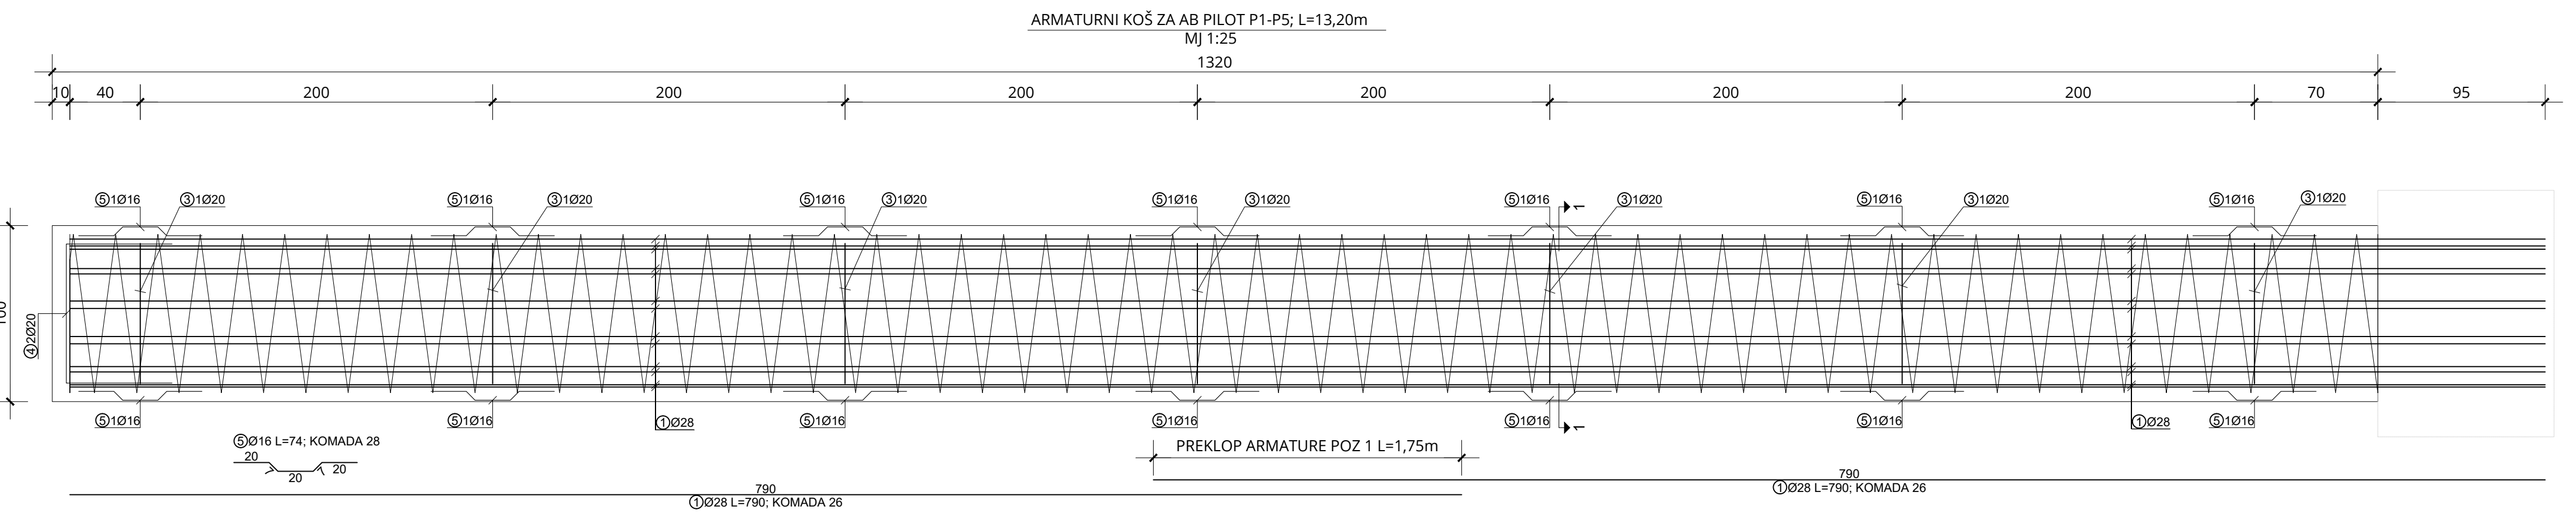 ARMATURNI KOŠ ZA AB PILOT P1-P5; L=13,20m
MJ 1:25
1320
10 40 200 200 200 200 200 200 70 95
⑤1Ø16 ③1Ø20 ⑤1Ø16 ③1Ø20 ⑤1Ø16 ③1Ø20 ⑤1Ø16 ③1Ø20 ⑤1Ø16 1 ③1Ø20 ⑤1Ø16 ③1Ø20 ⑤1Ø16 ③1Ø20
100
④2Ø20
⑤1Ø16 ⑤1Ø16 ①Ø28 ⑤1Ø16 ⑤1Ø16 ⑤1Ø16 1 ⑤1Ø16 ①Ø28 ⑤1Ø16
⑤Ø16 L=74; KOMADA 28
20 20
20
PREKLOP ARMATURE POZ 1 L=1,75m
790
①Ø28 L=790; KOMADA 26
790
①Ø28 L=790; KOMADA 26